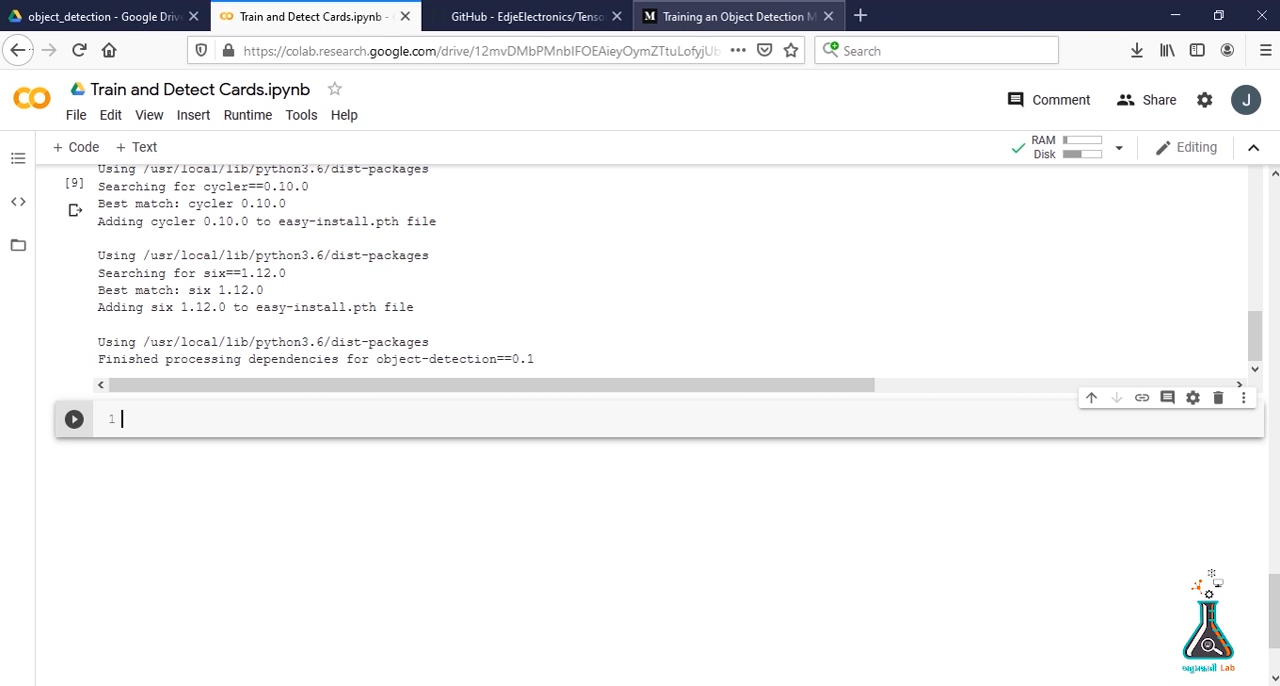 object_detection - Google Drive
Train and Detect Cards.ipynb -
GitHub - EdjeElectronics/Tenso
M Training an Object Detection M
https://colab.research.google.com/drive/12mvDMbPMnbIFOEAieyOymZTtuLofyjUb
Search
CO
Train and Detect Cards.ipynb
Comment
Share
J
File Edit View Insert Runtime Tools Help
+ Code + Text
RAM
Disk
Editing
Using /usr/local/lib/python3.6/dist-packages
[9]
Searching for cycler==0.10.0
Best match: cycler 0.10.0
Adding cycler 0.10.0 to easy-install.pth file
Using /usr/local/lib/python3.6/dist-packages
Searching for six==1.12.0
Best match: six 1.12.0
Adding six 1.12.0 to easy-install.pth file
Using /usr/local/lib/python3.6/dist-packages
Finished processing dependencies for object-detection==0.1
1
Lab